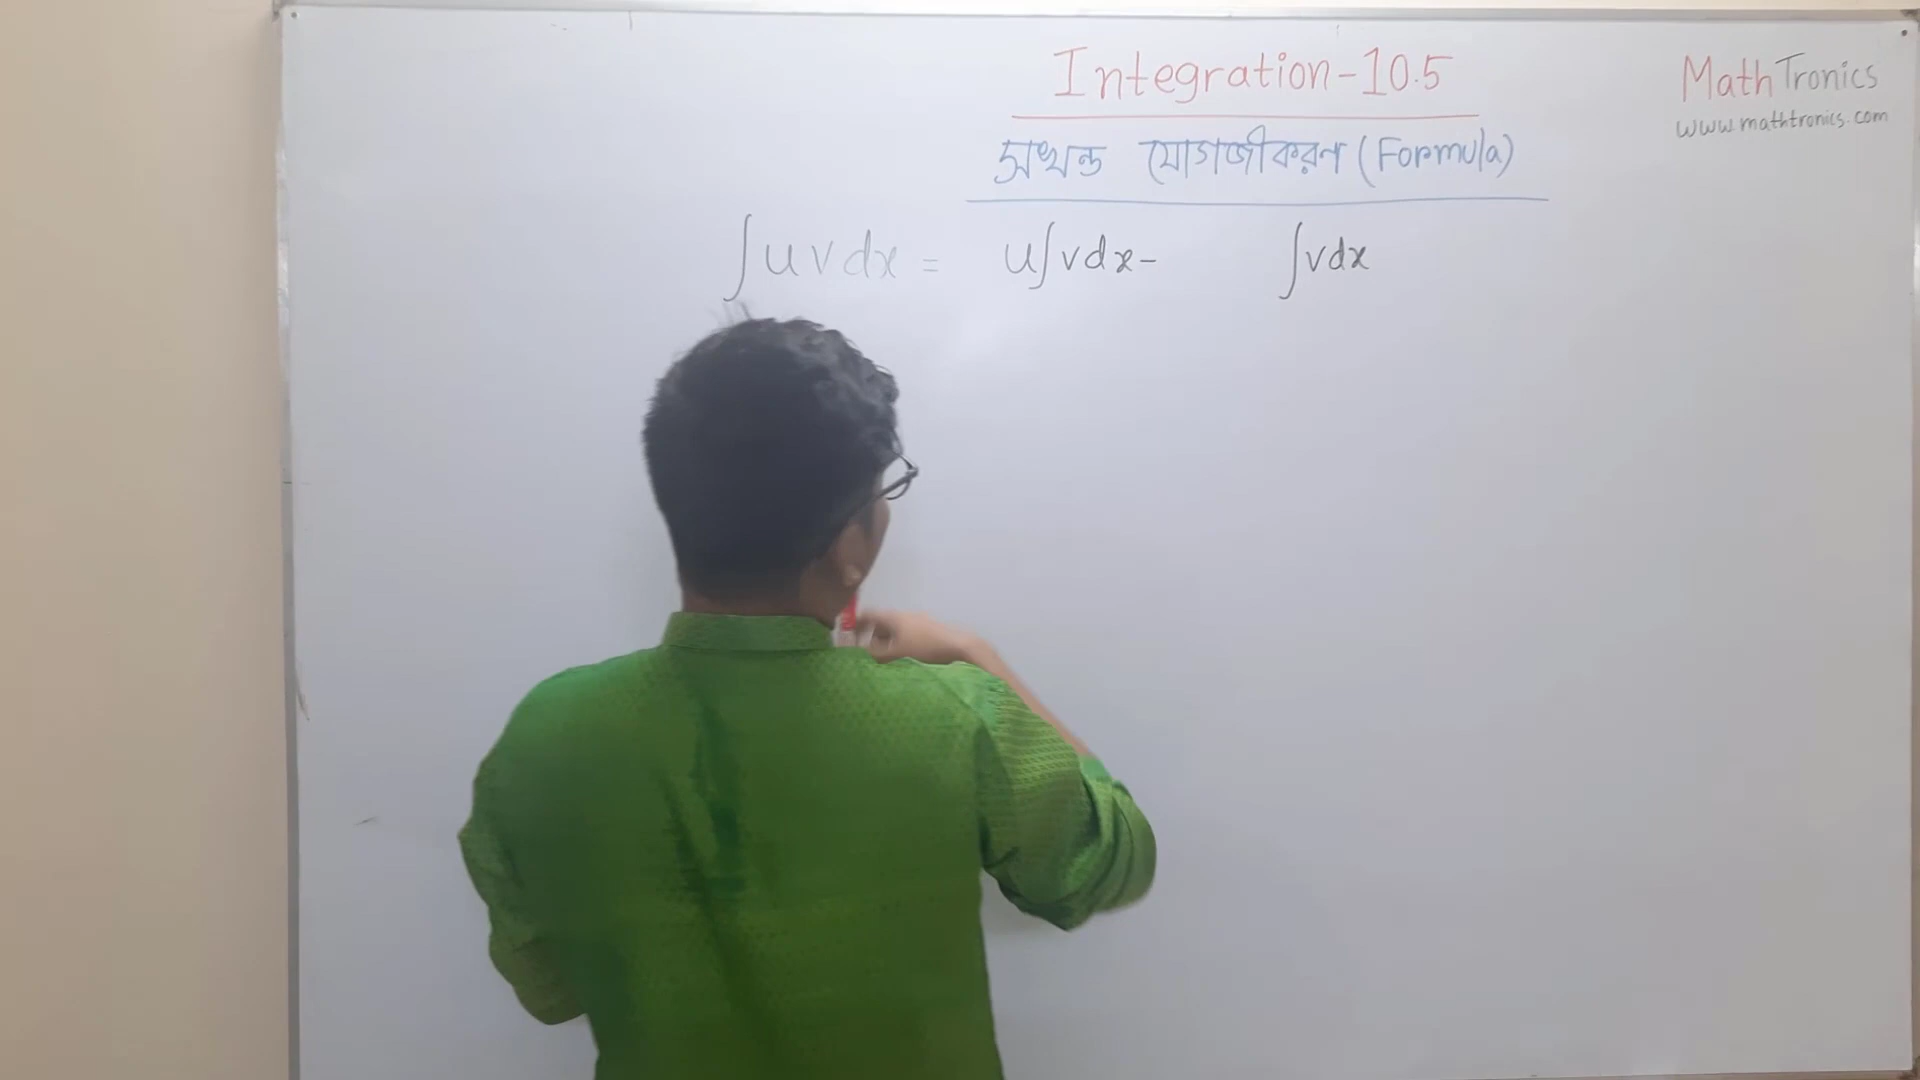 Integration-10.5
MathTronics
www.mathtronics.com
অখন্ড যোগজীকরণ (Formula)
∫uvdx = u∫vdx- ∫vdx